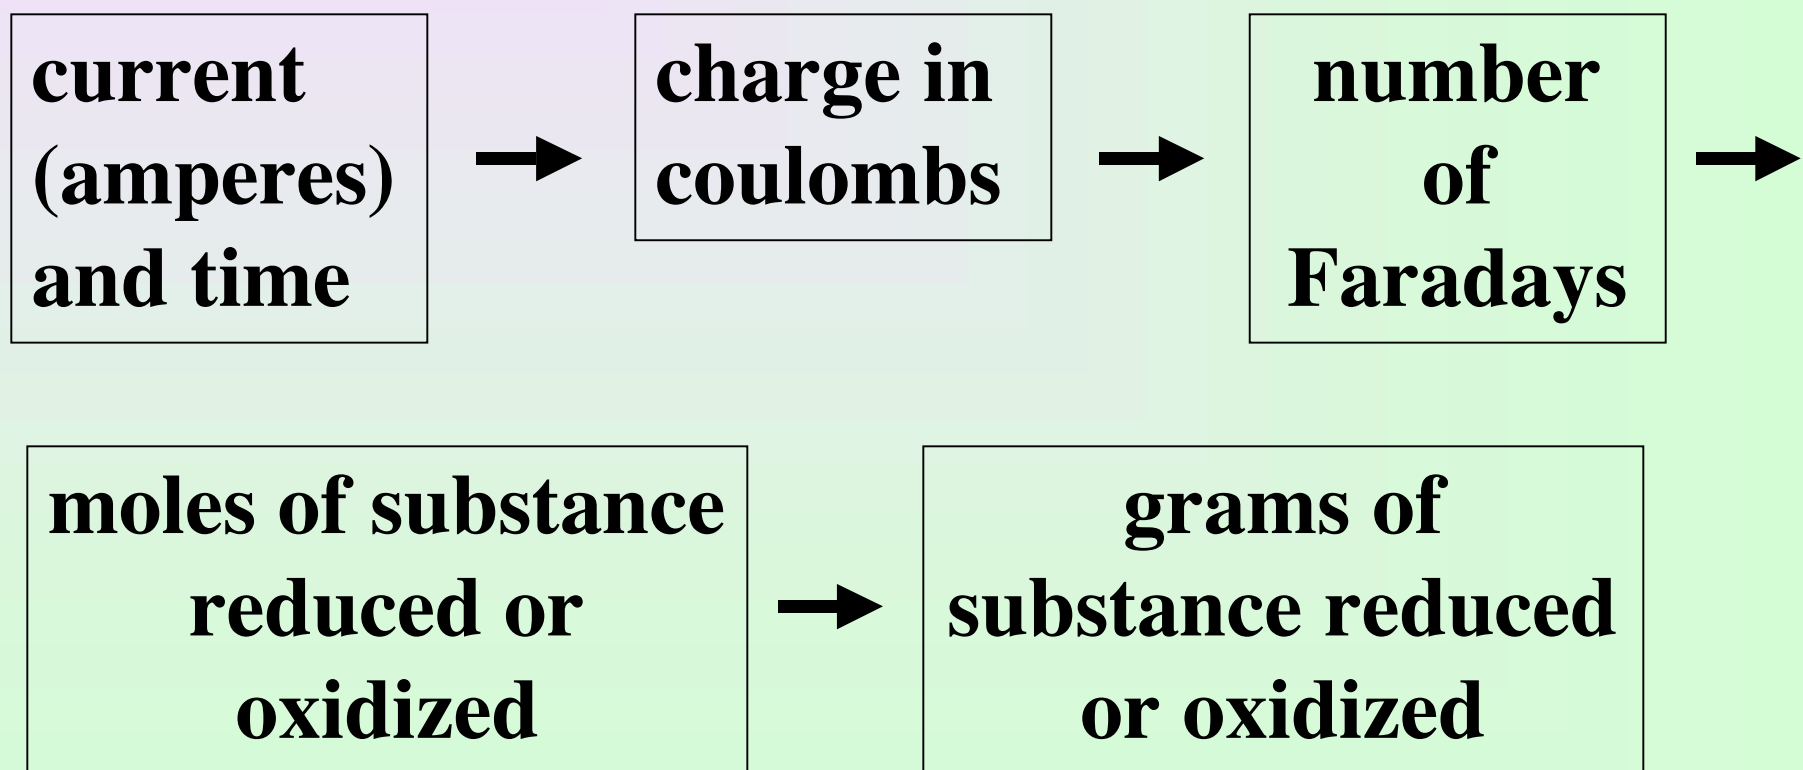 current
(amperes)
and time
charge in
coulombs
number
of
Faradays
moles of substance
reduced or
oxidized
grams of
substance reduced
or oxidized